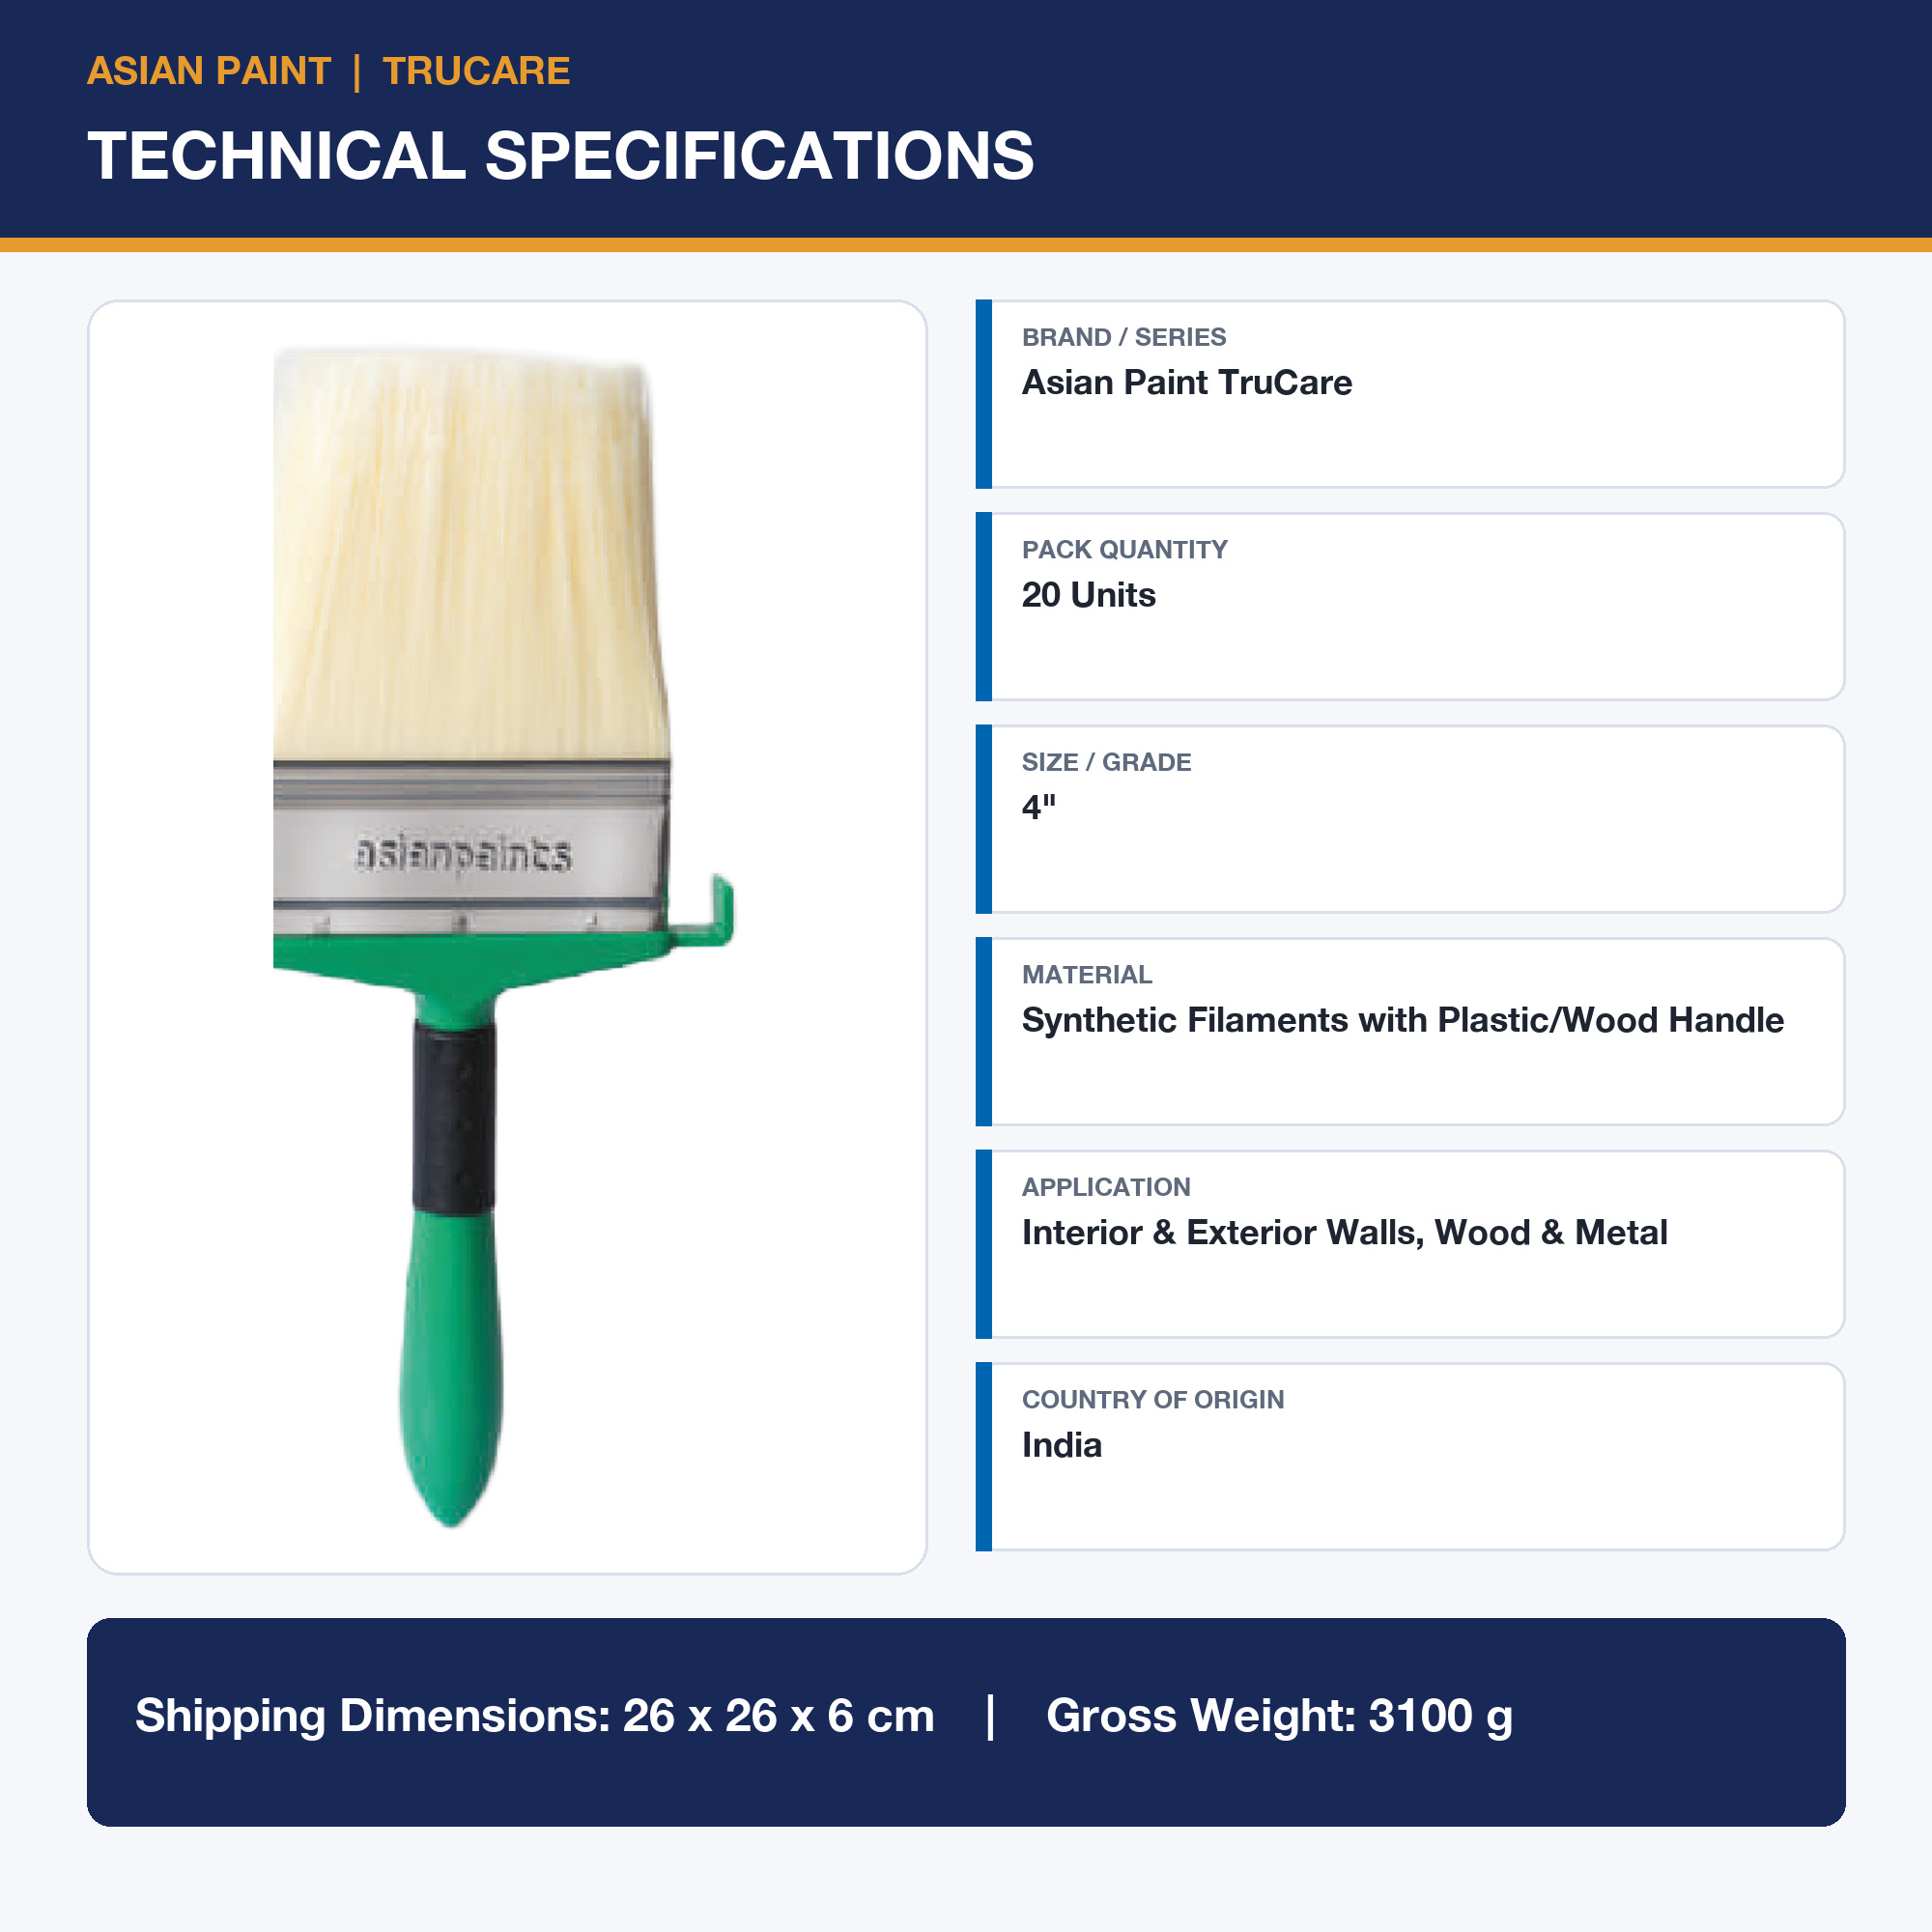 ASIAN PAINT | TRUCARE
TECHNICAL SPECIFICATIONS
asianpaints
BRAND / SERIES
Asian Paint TruCare
PACK QUANTITY
20 Units
SIZE / GRADE
4"
MATERIAL
Synthetic Filaments with Plastic/Wood Handle
APPLICATION
Interior & Exterior Walls, Wood & Metal
COUNTRY OF ORIGIN
India
Shipping Dimensions: 26 x 26 x 6 cm | Gross Weight: 3100 g